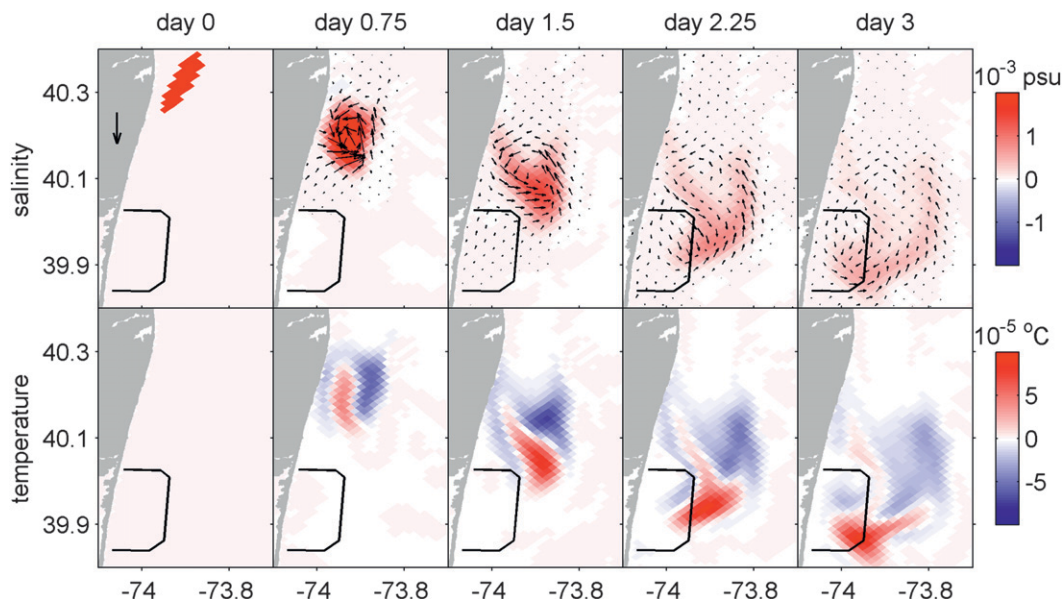 day 0 day 0.75 day 1.5 day 2.25 day 3
10⁻³ psu
salinity
40.3
40.1
39.9
1
0
-1
10⁻⁵ °C
temperature
40.3
40.1
39.9
5
0
-5
-74 -73.8 -74 -73.8 -74 -73.8 -74 -73.8 -74 -73.8